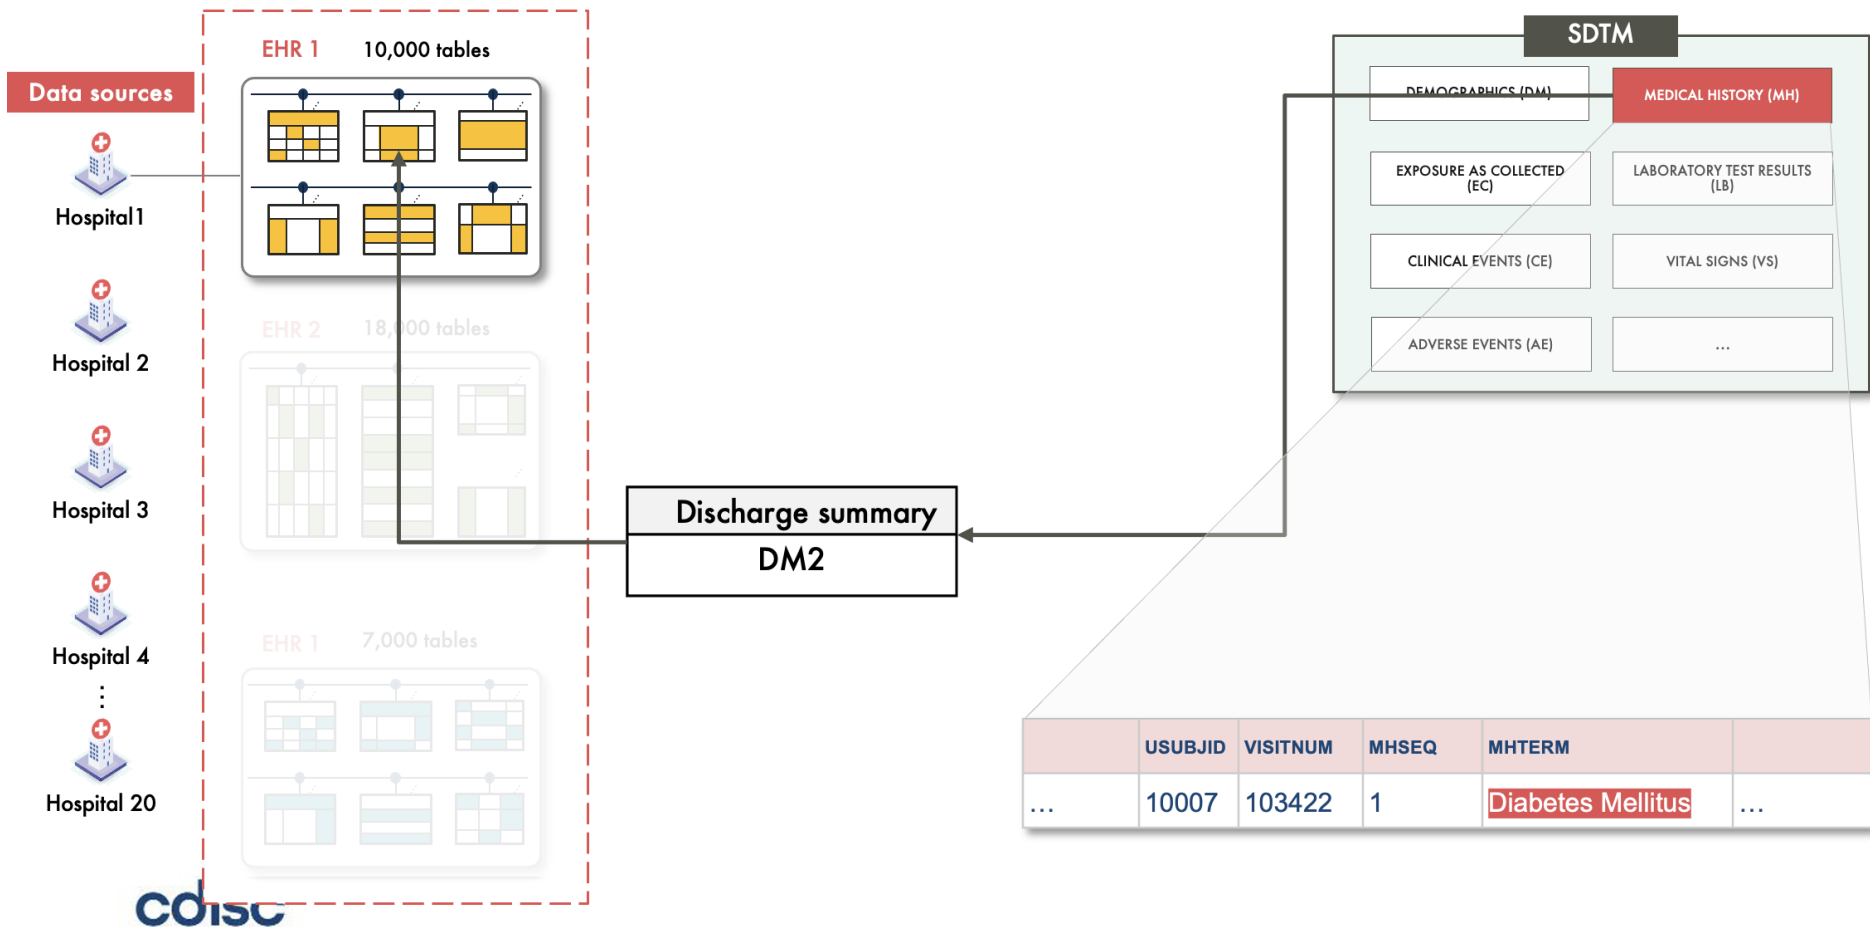 Data sources
Hospital1
Hospital 2
Hospital 3
Hospital 4
Hospital 20
EHR 1 10,000 tables
EHR 2 18,000 tables
EHR 1 7,000 tables
Discharge summary
DM2
SDTM
DEMOGRAPHICS (DM)
MEDICAL HISTORY (MH)
EXPOSURE AS COLLECTED
(EC)
LABORATORY TEST RESULTS
(LB)
CLINICAL EVENTS (CE)
VITAL SIGNS (VS)
ADVERSE EVENTS (AE)
...
USUBJID VISITNUM MHSEQ MHTERM
... 10007 103422 1 Diabetes Mellitus ...
cdisc